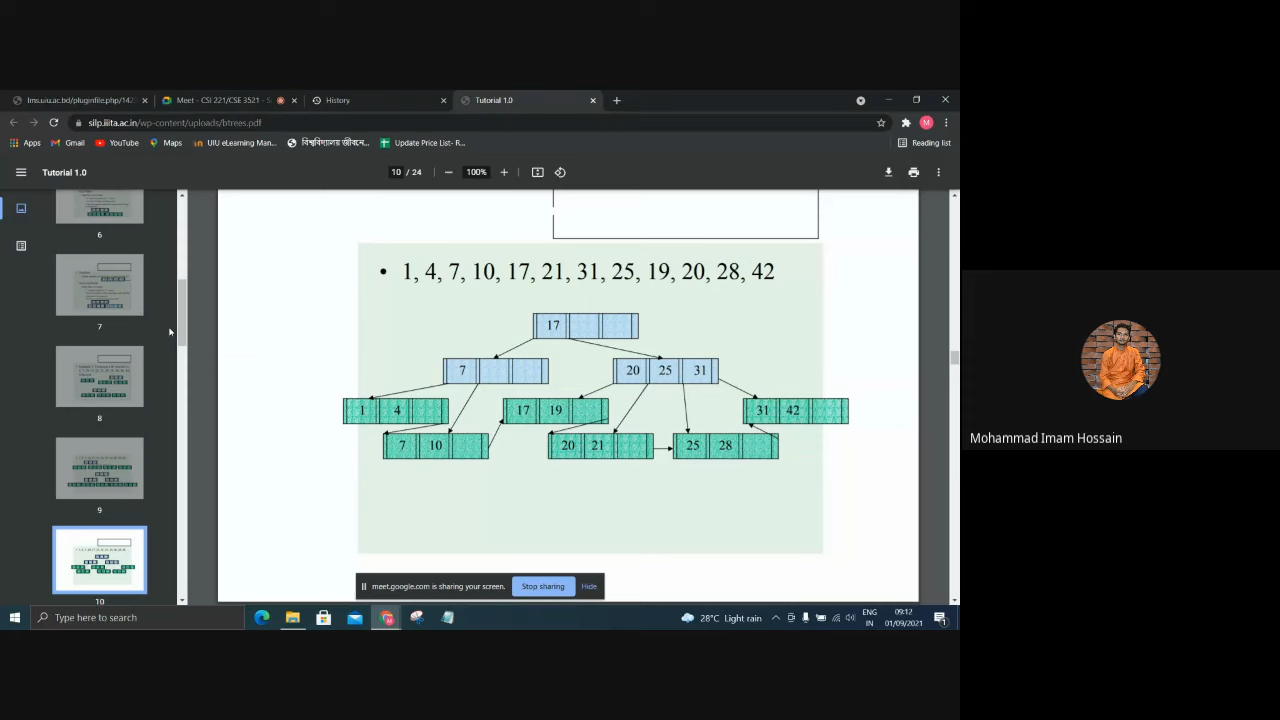 lms.uiu.ac.bd/pluginfile.php/142
Meet - CSI 221/CSE 3521 - S
History
Tutorial 1.0
silp.iiita.ac.in/wp-content/uploads/btrees.pdf
Apps
Gmail
YouTube
Maps
UIU eLearning Man...
বিশ্ববিদ্যালয় জীবনে...
Update Price List- R...
Reading list
Tutorial 1.0
10 / 24
100%
6
7
8
9
10
• 1, 4, 7, 10, 17, 21, 31, 25, 19, 20, 28, 42
17
7
20 25 31
1 4
17 19
31 42
7 10
20 21
25 28
meet.google.com is sharing your screen.
Stop sharing
Hide
Type here to search
28°C Light rain
ENG
IN
09:12
01/09/2021
Mohammad Imam Hossain